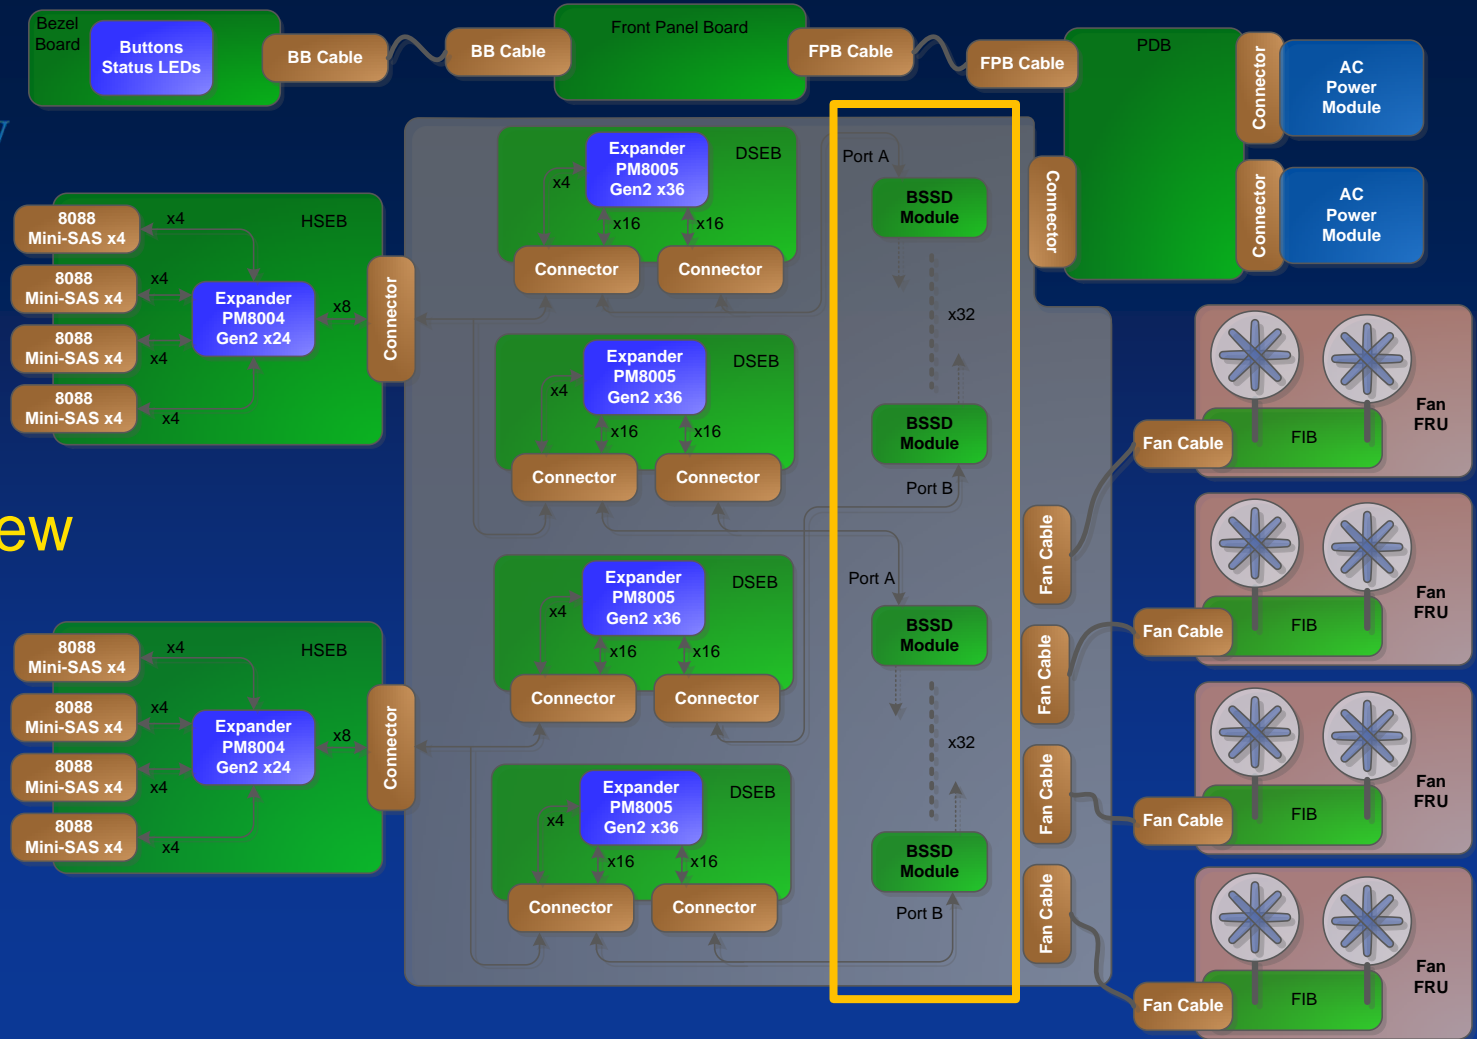 Bezel
Board
Buttons
Status LEDs
BB Cable
BB Cable
Front Panel Board
FPB Cable
FPB Cable
PDB
Connector
AC
Power
Module
Connector
AC
Power
Module
Connector
y
ew
8088
Mini-SAS x4
8088
Mini-SAS x4
8088
Mini-SAS x4
8088
Mini-SAS x4
x4
x4
x4
x4
HSEB
Expander
PM8004
Gen2 x24
x8
Connector
8088
Mini-SAS x4
8088
Mini-SAS x4
8088
Mini-SAS x4
8088
Mini-SAS x4
x4
x4
x4
x4
HSEB
Expander
PM8004
Gen2 x24
x8
Connector
Expander
PM8005
Gen2 x36
DSEB
x4
x16
x16
Connector
Connector
Expander
PM8005
Gen2 x36
DSEB
x4
x16
x16
Connector
Connector
Expander
PM8005
Gen2 x36
DSEB
x4
x16
x16
Connector
Connector
Expander
PM8005
Gen2 x36
DSEB
x4
x16
x16
Connector
Connector
Port A
BSSD
Module
x32
BSSD
Module
Port B
Port A
BSSD
Module
x32
BSSD
Module
Port B
Fan Cable
Fan Cable
Fan Cable
Fan Cable
Fan Cable
FIB
Fan
FRU
Fan Cable
FIB
Fan
FRU
Fan Cable
FIB
Fan
FRU
Fan Cable
FIB
Fan
FRU